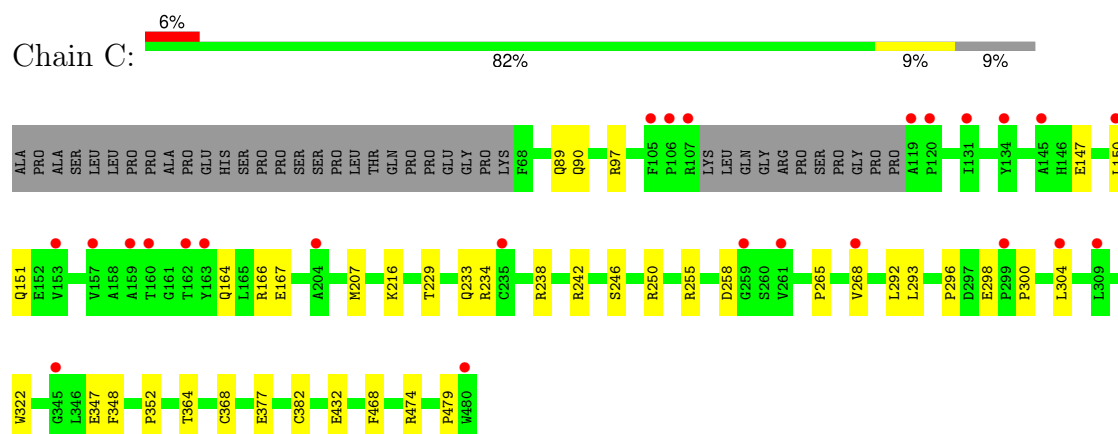 6%
Chain C:
82% 9% 9%
ALA PRO ALA SER LEU LEU PRO PRO ALA PRO GLU HIS SER PRO PRO SER SER PRO LEU THR GLN PRO PRO GLU GLY PRO LYS F68 Q89 Q90 R97 F105 P106 R107 LYS LEU GLN GLY ARG PRO SER PRO GLY PRO PRO A119 P120 I131 Y134 A145 H146 E147 L150
Q151 E152 V153 V157 A158 A159 T160 G161 T162 Y163 Q164 L165 R166 E167 A204 M207 K216 T229 Q233 R234 C235 R238 R242 S246 R250 R255 D258 G259 S260 V261 P265 V268 L292 L293 P296 D297 E298 P299 P300 L304 L309
W322 G345 L346 E347 F348 P352 T364 C368 E377 C382 E432 F468 R474 P479 W480